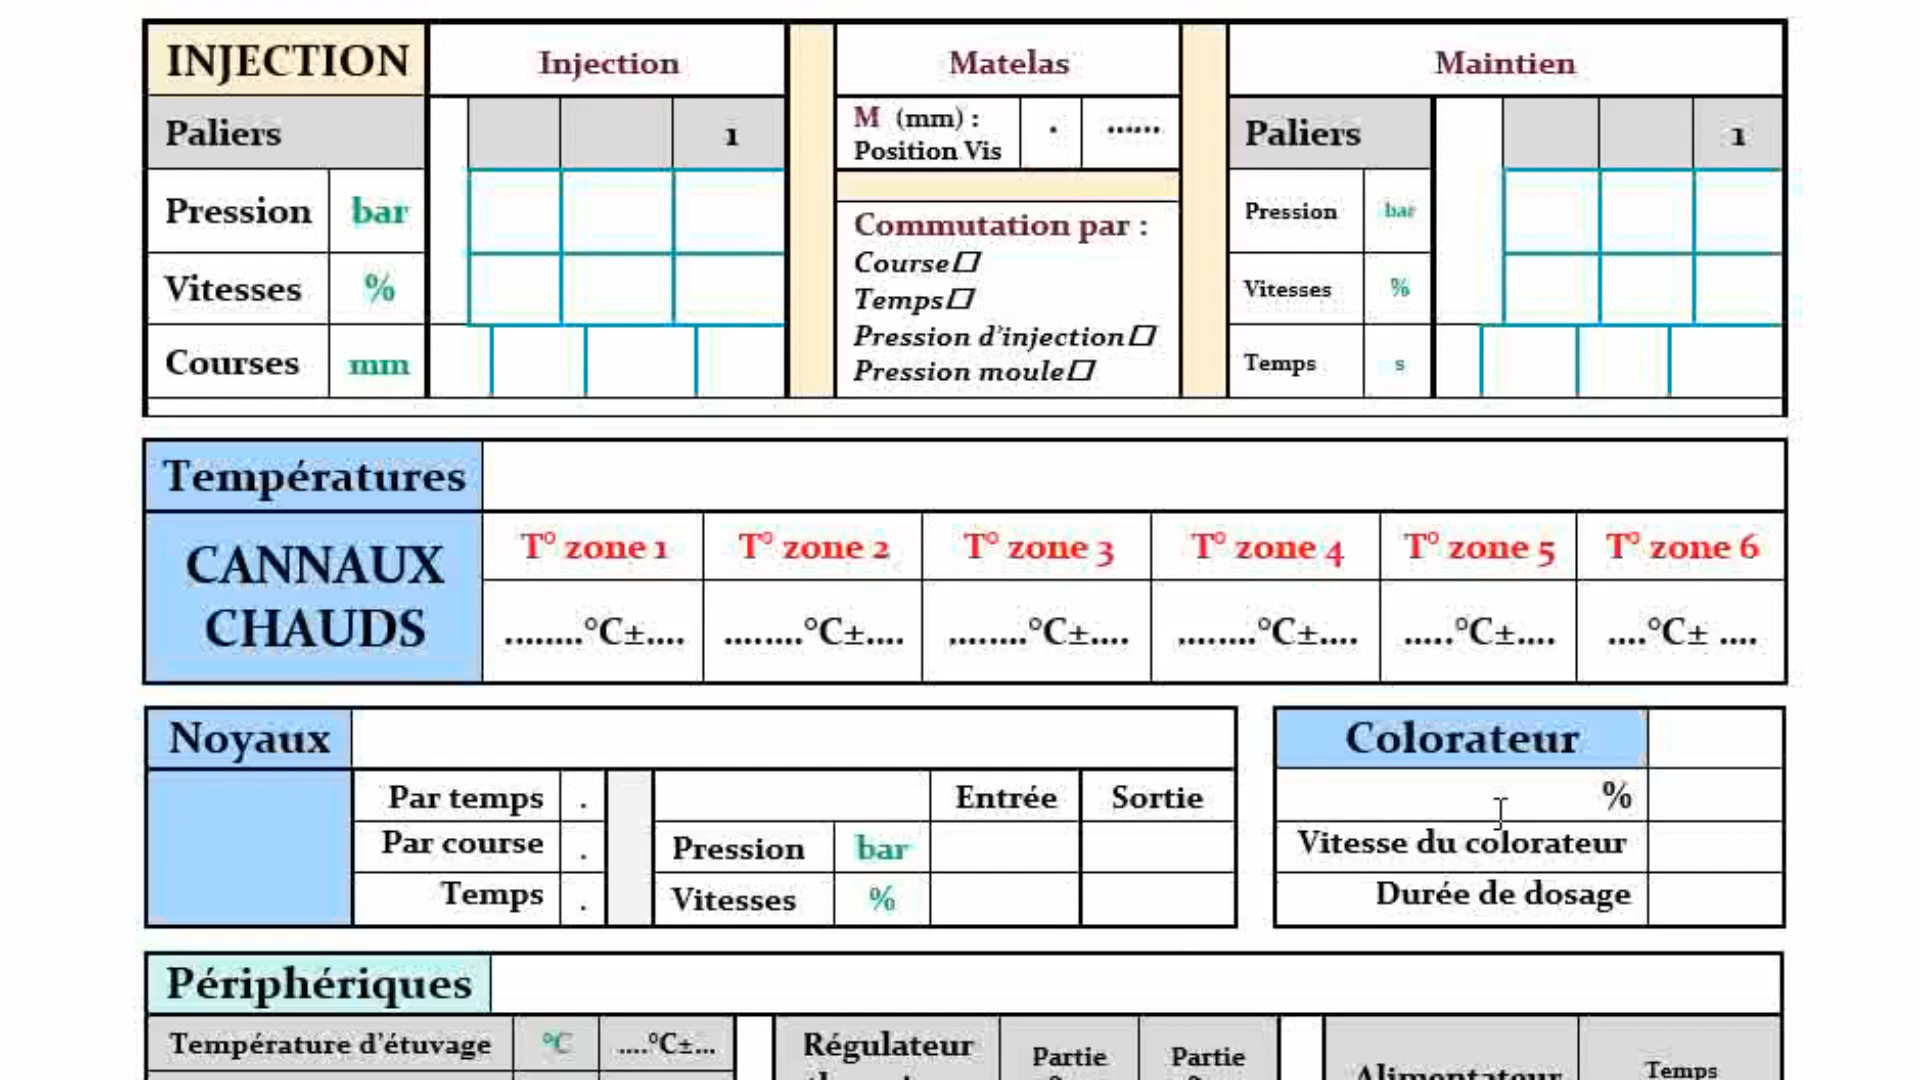 INJECTION Injection Matelas Maintien
Paliers 1 M (mm) : . ...... Paliers 1
Position Vis
Pression bar Pression bar
Commutation par :
Course
Vitesses % Temps Vitesses %
Pression d'injection
Courses mm Pression moule Temps s
Températures
CANNAUX CHAUDS
T° zone 1 T° zone 2 T° zone 3 T° zone 4 T° zone 5 T° zone 6
........°C±.... ........°C±.... ........°C±.... ........°C±.... .....°C±.... ....°C± ....
Noyaux Colorateur
Par temps . Entrée Sortie %
Par course . Pression bar Vitesse du colorateur
Temps . Vitesses % Durée de dosage
Périphériques
Température d'étuvage °C ....°C±... Régulateur Partie Partie Alimentateur Temps